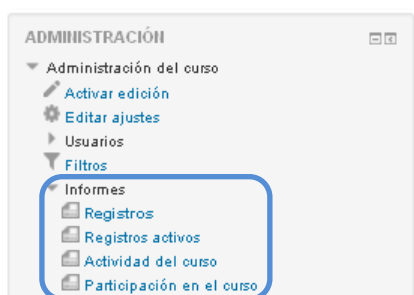 ADMINISTRACIÓN
Administración del curso
Activar edición
Editar ajustes
Usuarios
Filtros
Informes
Registros
Registros activos
Actividad del curso
Participación en el curso